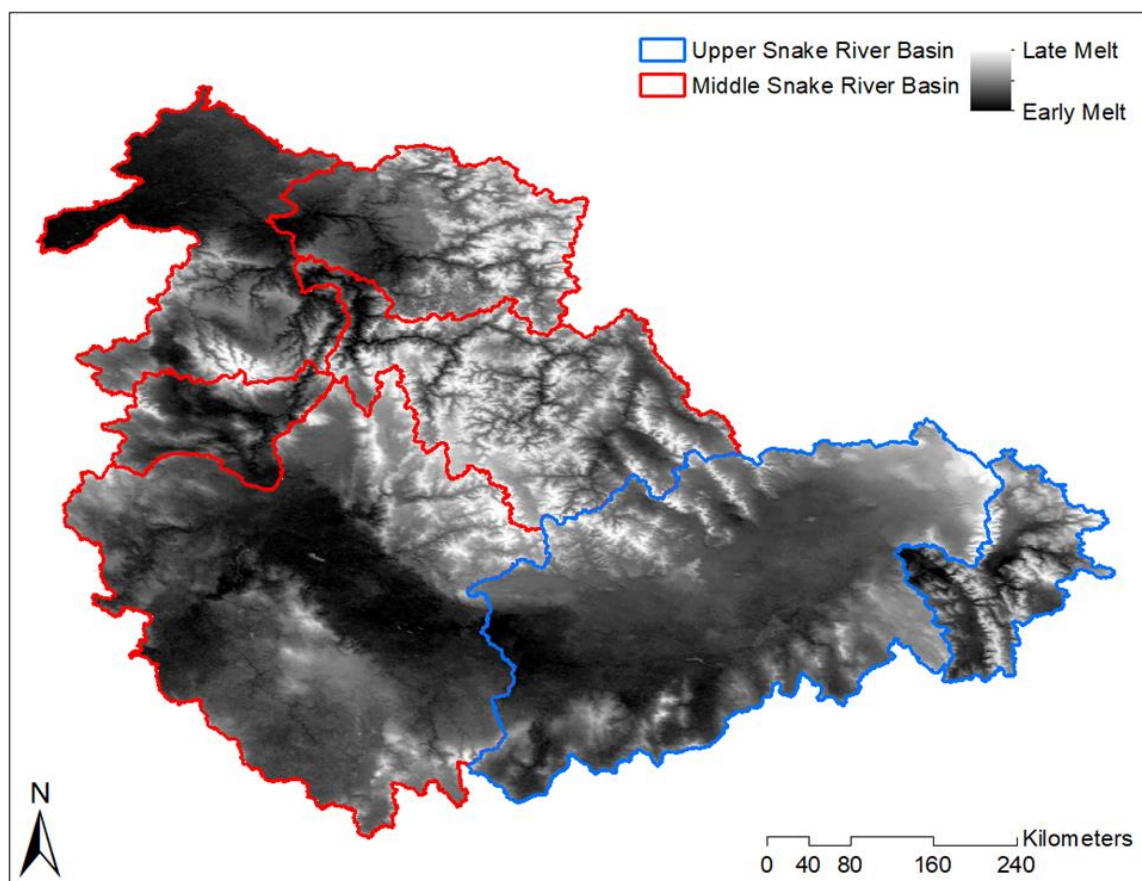 Upper Snake River Basin
Middle Snake River Basin
Late Melt
Early Melt
N
Kilometers
0 40 80 160 240